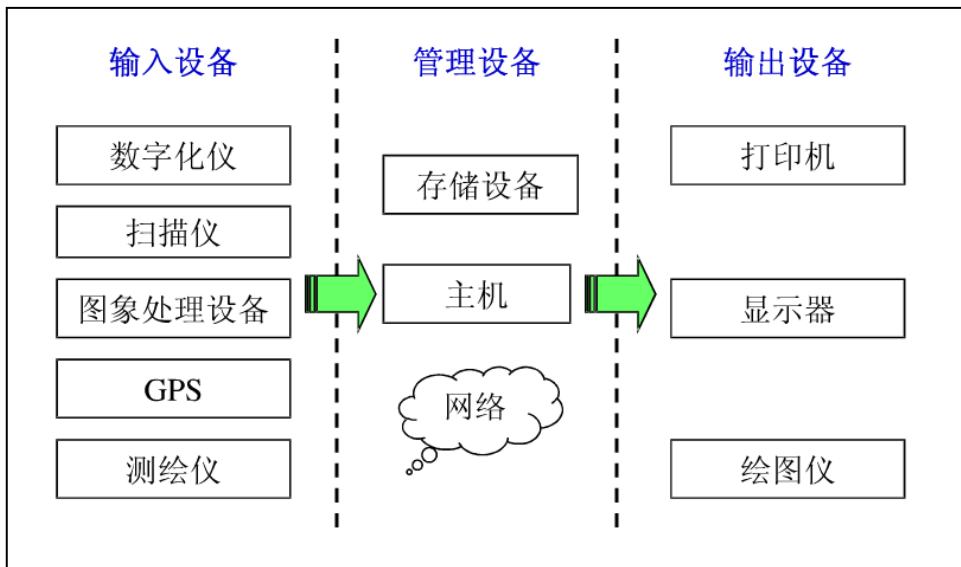 输入设备
数字化仪
扫描仪
图象处理设备
GPS
测绘仪
管理设备
存储设备
主机
网络
输出设备
打印机
显示器
绘图仪